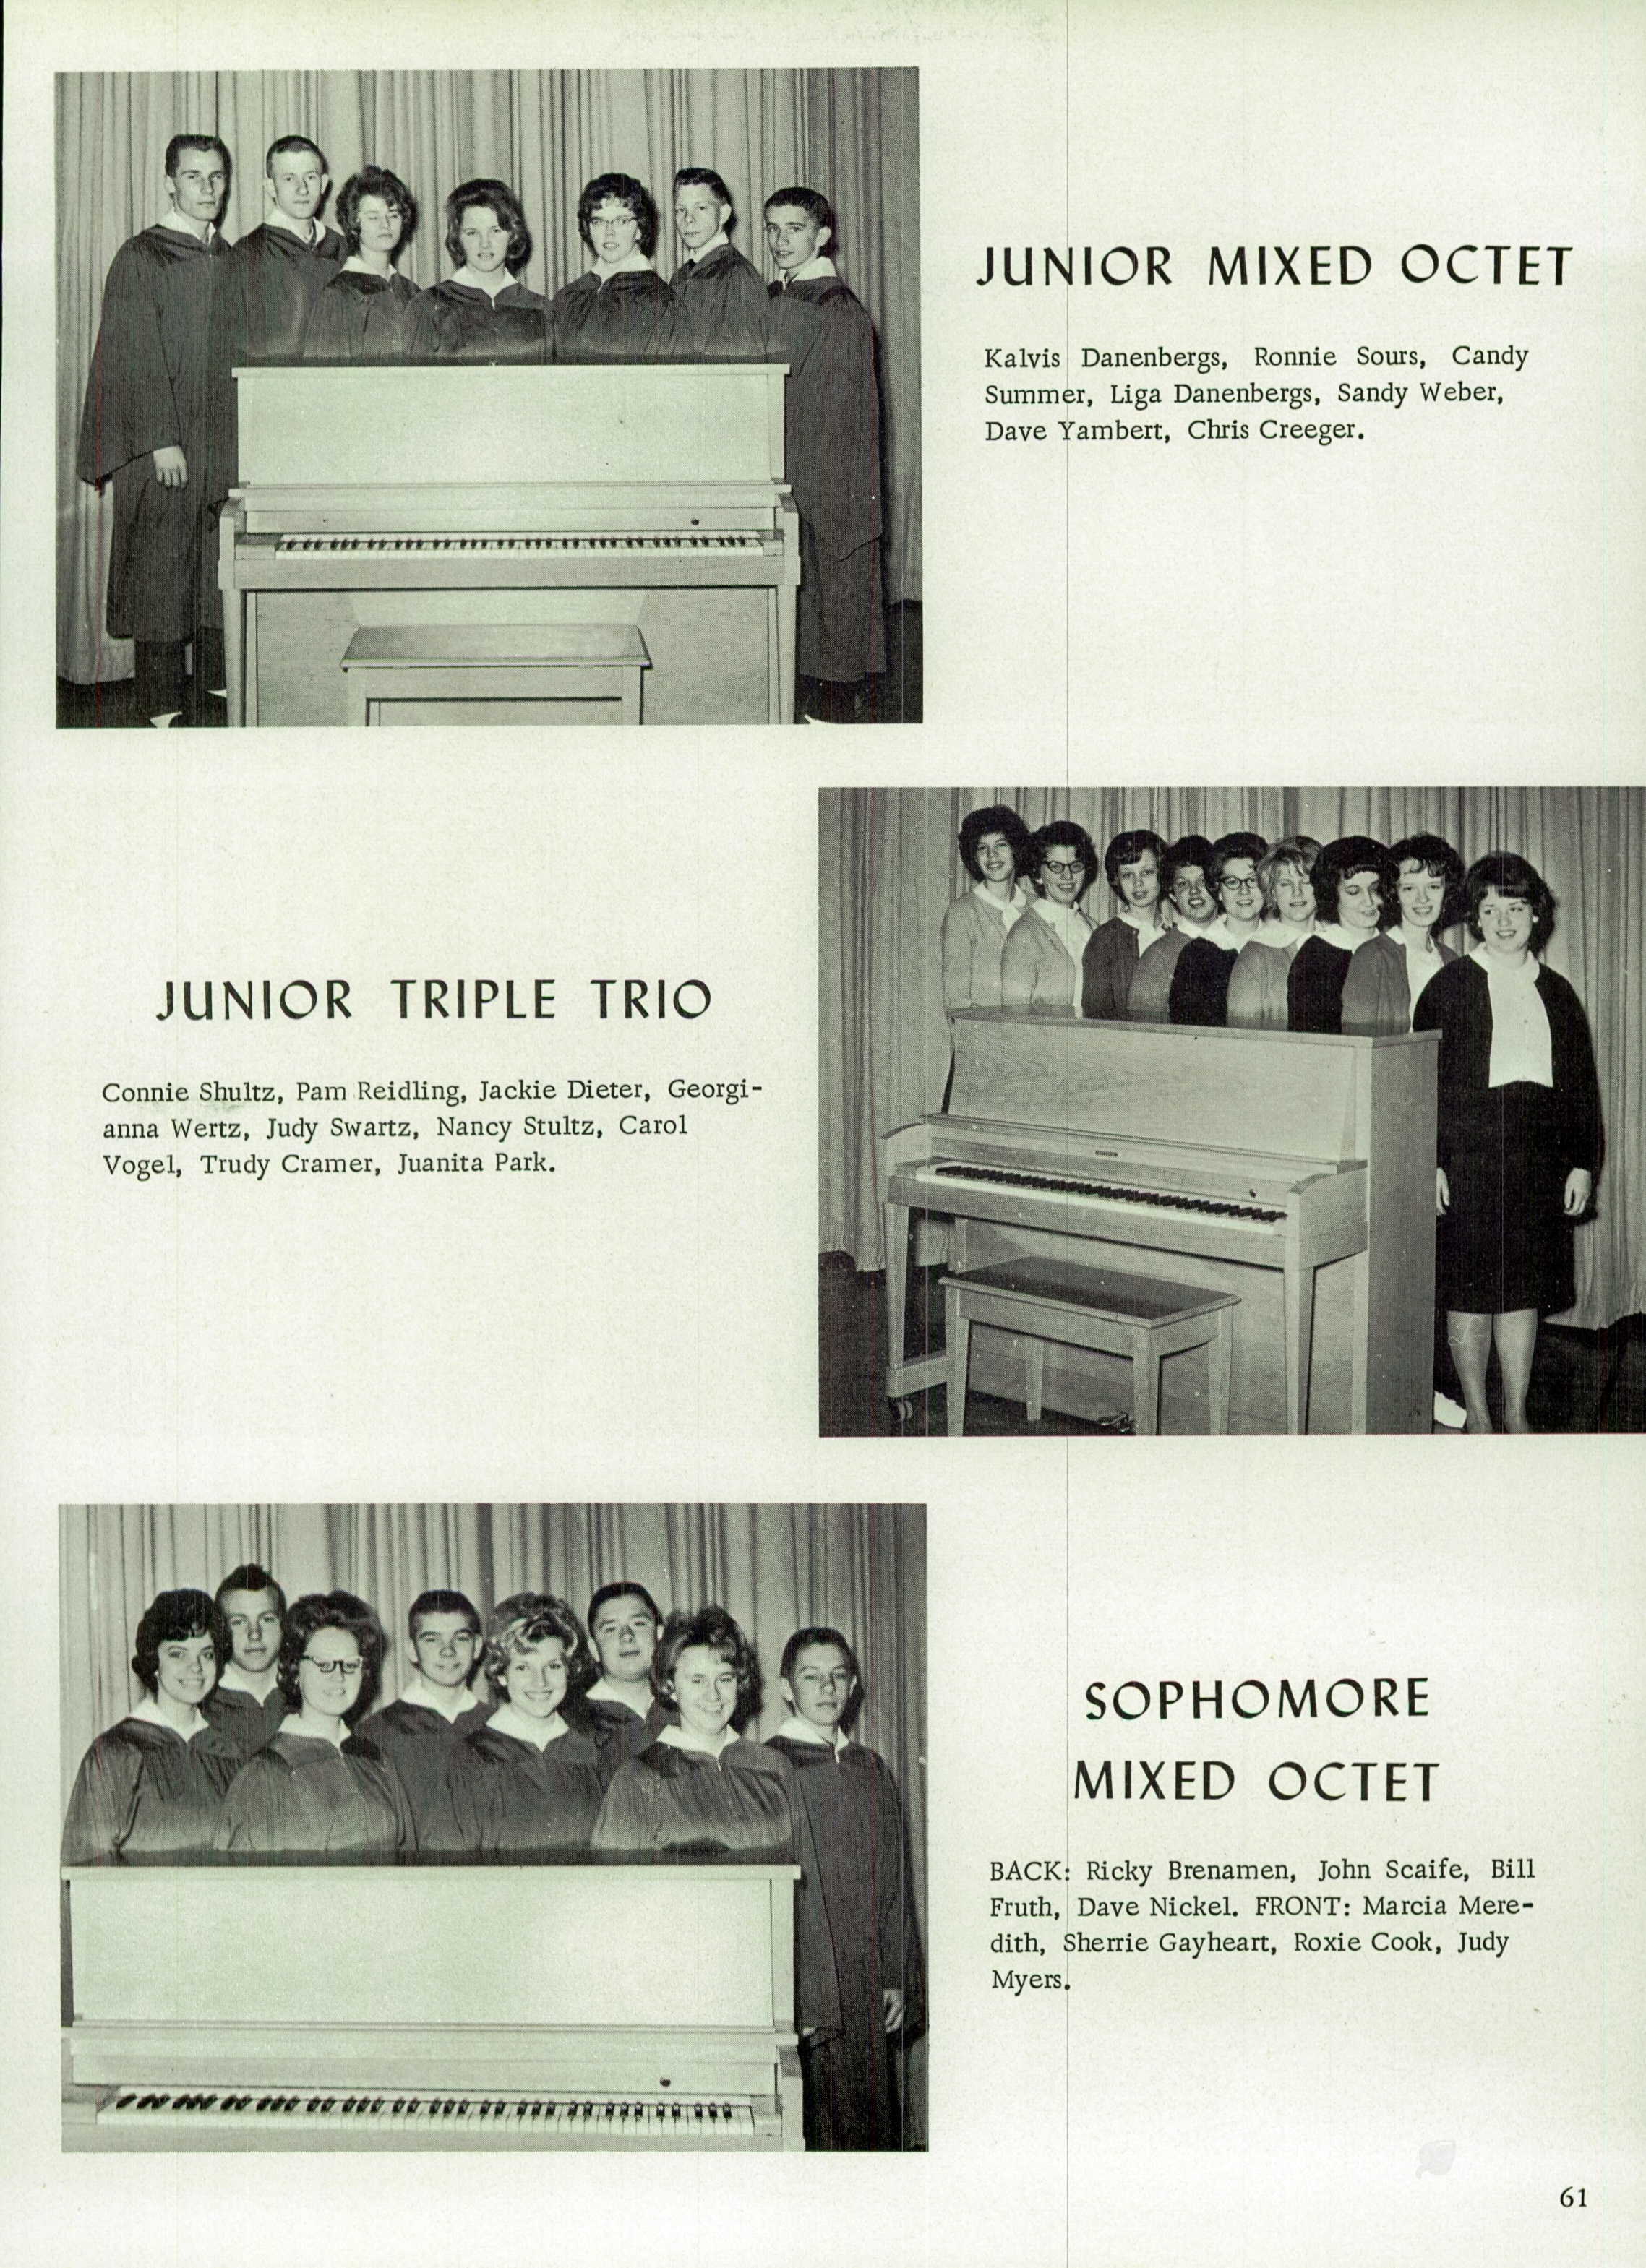 JUNIOR MIXED OCTET
Kalvis Danenbergs, Ronnie Sours, Candy
Summer, Liga Danenbergs, Sandy Weber,
Dave Yambert, Chris Creeger.
JUNIOR TRIPLE TRIO
Connie Shultz, Pam Reidling, Jackie Dieter, Georgi-
anna Wertz, Judy Swartz, Nancy Stultz, Carol
Vogel, Trudy Cramer, Juanita Park.
SOPHOMORE
MIXED OCTET
BACK: Ricky Brenamen, John Scaife, Bill
Fruth, Dave Nickel. FRONT: Marcia Mere-
dith, Sherrie Gayheart, Roxie Cook, Judy
Myers.
61